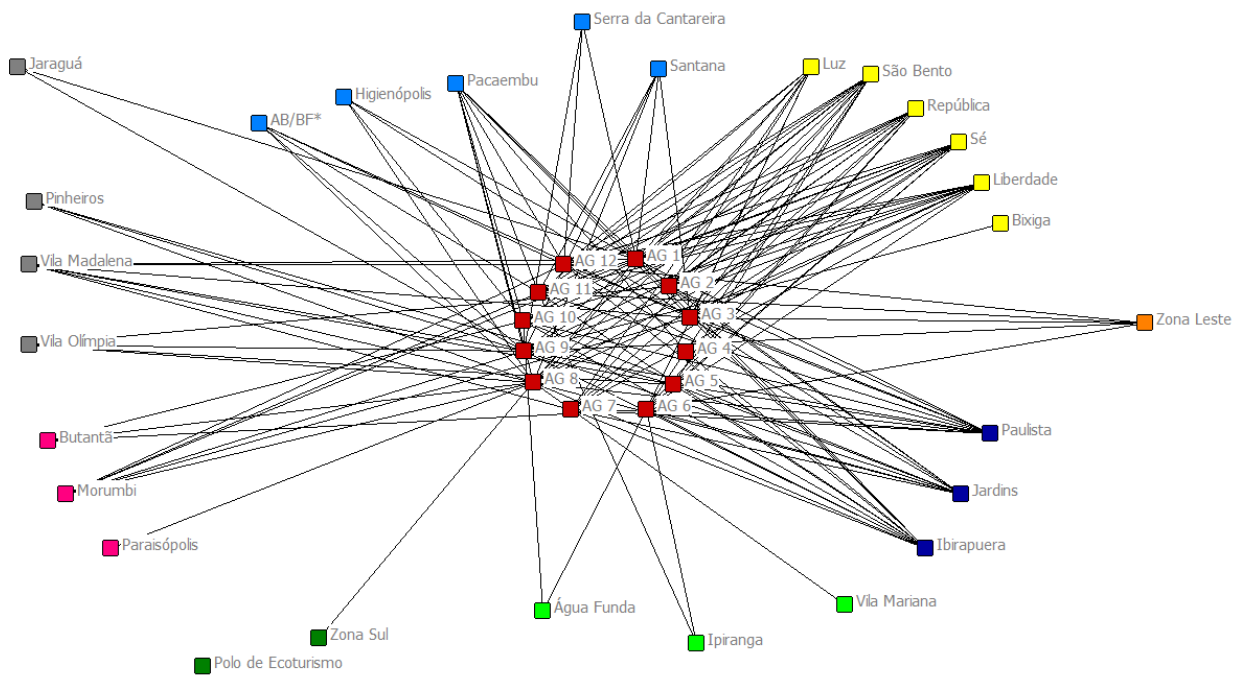 Serra da Cantareira
Jaraguá
Santana
Luz
São Bento
Pacaembu
Higienópolis
República
AB/BF*
Sé
Liberdade
Pinheiros
Bixiga
Vila Madalena
AG 12
AG 1
AG 11
AG 2
AG 10
AG 3
Zona Leste
Vila Olímpia
AG 9
AG 4
AG 8
AG 5
AG 7
AG 6
Butantã
Paulista
Morumbi
Jardins
Paraisópolis
Ibirapuera
Água Funda
Vila Mariana
Zona Sul
Ipiranga
Polo de Ecoturismo